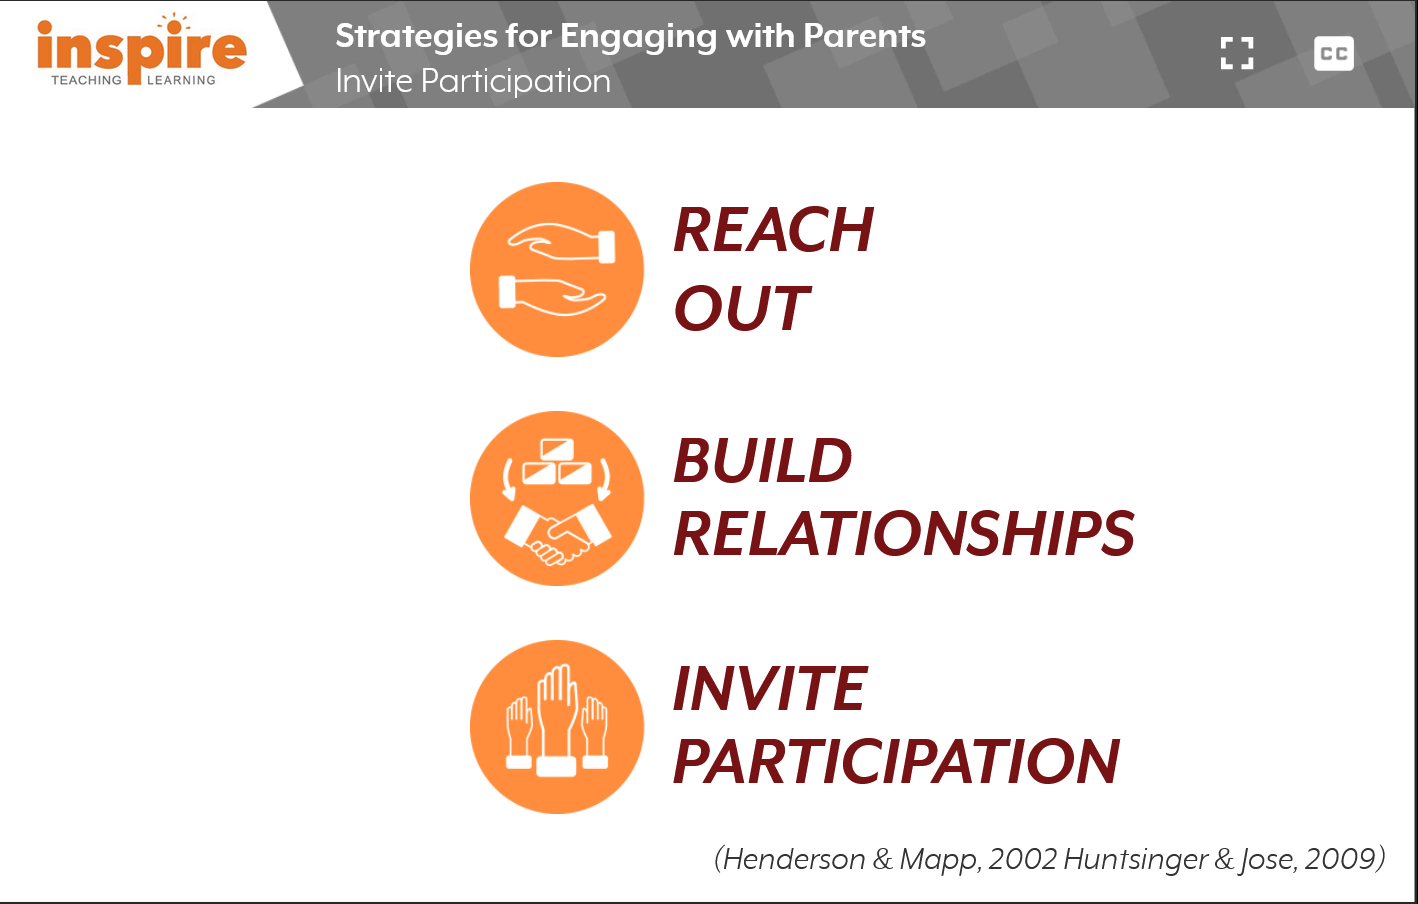 inspire
TEACHING LEARNING
Strategies for Engaging with Parents
Invite Participation
CC
REACH
OUT
BUILD
RELATIONSHIPS
INVITE
PARTICIPATION
(Henderson & Mapp, 2002 Huntsinger & Jose, 2009)